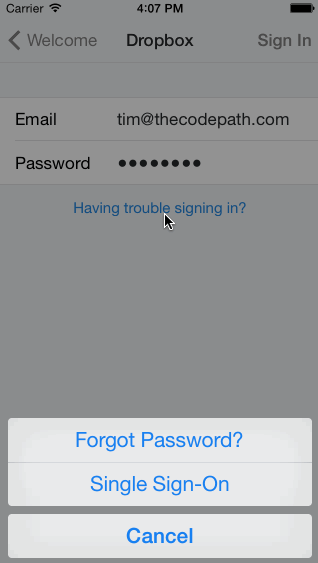 Carrier 4:07 PM
Welcome Dropbox Sign In
Email tim@thecodepath.com
Password ••••••••
Having trouble signing in?
Forgot Password?
Single Sign-On
Cancel